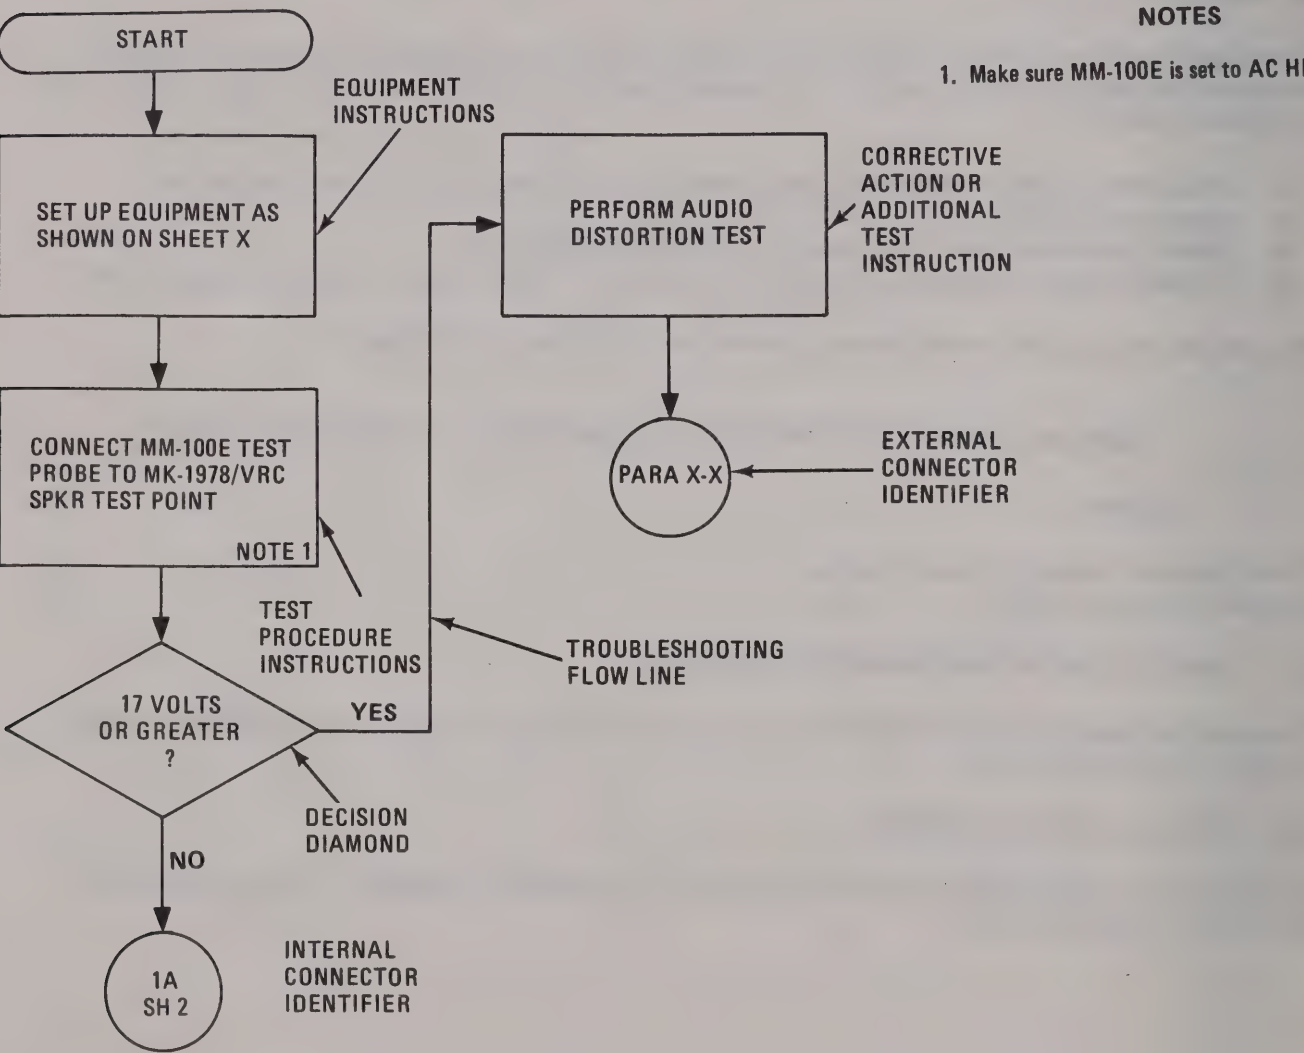 START
NOTES
1. Make sure MM-100E is set to AC
EQUIPMENT
INSTRUCTIONS
SET UP EQUIPMENT AS
SHOWN ON SHEET X
PERFORM AUDIO
DISTORTION TEST
CORRECTIVE
ACTION OR
ADDITIONAL
TEST
INSTRUCTION
CONNECT MM-100E TEST
PROBE TO MK-1978/VRC
SPKR TEST POINT
NOTE 1
PARA X-X
EXTERNAL
CONNECTOR
IDENTIFIER
TEST
PROCEDURE
INSTRUCTIONS
TROUBLESHOOTING
FLOW LINE
17 VOLTS
OR GREATER
?
YES
DECISION
DIAMOND
NO
1A
SH 2
INTERNAL
CONNECTOR
IDENTIFIER